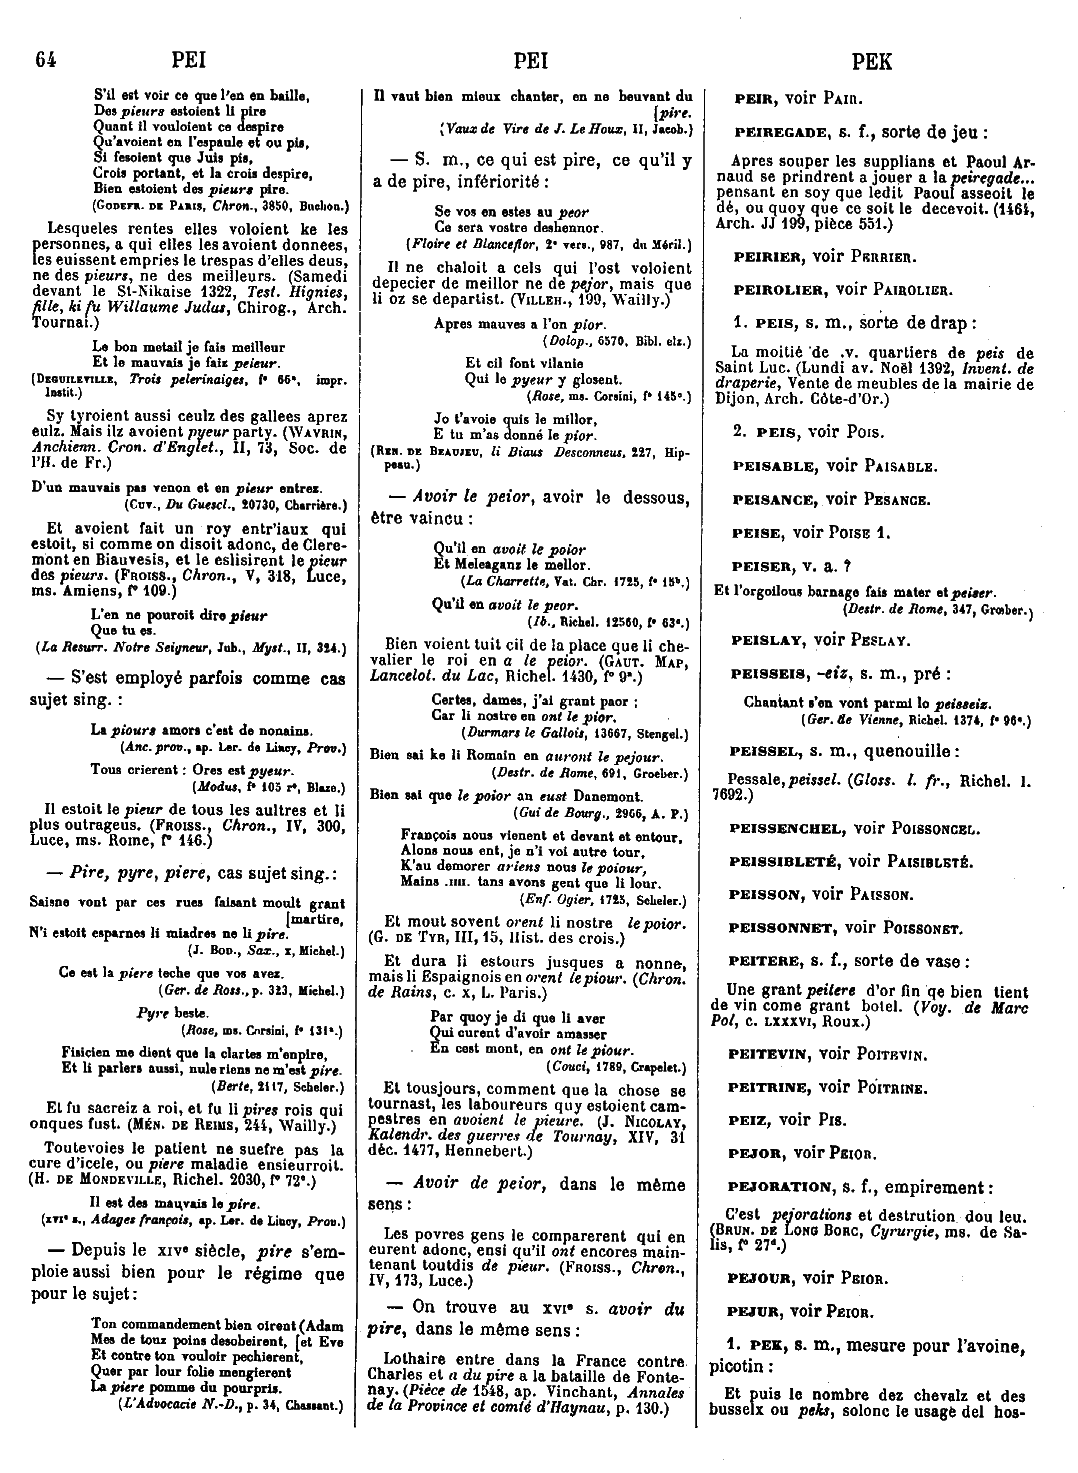 64 PEI PEI PEK
S'il est voir ce que l'en en baille,
Des pieurs estoient li pire
Quant il vouloient ce despire
Qu'avoient en l'espaule et ou pis,
Si fesoient que Juis pis,
Crois portant, et la crois despire,
Bien estoient des pieurs pire.
(GODEFR. DE PARIS, Chron., 3850, Buchon.)
Lesqueles rentes elles voloient ke les
personnes, a qui elles les avoient donnees,
les euissent empries le trespas d'elles deus,
ne des pieurs, ne des meilleurs. (Samedi
devant le St-Nikaise 1322, Test. Hignies,
fille, ki fu Willaume Judas, Chirog., Arch.
Tournai.)
Le bon metail je fais meilleur
Et le mauvais je faix peieur.
(DEGUILEVILLE, Trois pelerinaiges, f° 66ª, impr.
Instit.)
Sy tyroient aussi ceulz des gallees aprez
eulz. Mais ilz avoient pyeur party. (WAVRIN,
Anchienn. Cron. d'Englet., II, 73, Soc. de
l'H. de Fr.)
D'un mauvais pas venon et en pieur entrez.
(CUV., Du Guescl., 20730, Charrière.)
Et avoient fait un roy entr'iaux qui
estoit, si comme on disoit adonc, de Clere-
mont en Biauvesis, et le eslisirent le pieur
des pieurs. (FROISS., Chron., V, 318, Luce,
ms. Amiens, f° 109.)
L'en ne pouroit dire pieur
Que tu es.
(La Resurr. Notre Seigneur, Jub., Myst., II, 324.)
— S'est employé parfois comme cas
sujet sing. :
La piours amors c'est de nonains.
(Anc. prov., ap. Ler. de Lincy, Prov.)
Tous crierent : Ores est pyeur.
(Modus, f° 105 r°, Blaze.)
Il estoit le pieur de tous les aultres et li
plus outrageus. (FROISS., Chron., IV, 300,
Luce, ms. Rome, f° 146.)
— Pire, pyre, piere, cas sujet sing. :
Saisne vont par ces rues faisant moult grant
[martire,
N'i estoit esparnes li miadres ne li pire.
(J. BOD., Sax., X, Michel.)
Ce est la piere teche que vos avez.
(Ger. de Ross., p. 323, Michel.)
Pyre beste.
(Rose, ms. Corsini, f° 131ª.)
Fisicien me dient que la clartes m'enpire,
Et li parlers aussi, nule riens ne m'est pire.
(Berte, 2117, Scheler.)
Et fu sacreiz a roi, et fu li pires rois qui
onques fust. (MÉN. DE REIMS, 244, Wailly.)
Toutevoies le patient ne suefre pas la
cure d'icele, ou piere maladie ensieurroit.
(H. DE MONDEVILLE, Richel. 2030, f° 72ª.)
Il est des mauvais le pire.
(XVIᵉ s., Adages françois, ap. Ler. de Lincy, Prov.)
— Depuis le XIVᵉ siècle, pire s'em-
ploie aussi bien pour le régime que
pour le sujet :
Ton commandement bien oirent (Adam
Mes de touz poins desobeirent, [et Eve
Et contre ton vouloir pechierent,
Quer par lour folie mengierent
La piere pomme du pourpris.
(L'Advocacie N.-D., p. 34, Chassant.)
Il vaut bien mieux chanter, en ne beuvant du
[pire.
(Vaux de Vire de J. Le Houx, II, Jacob.)
— S. m., ce qui est pire, ce qu'il y
a de pire, infériorité :
Se vos en estes au peor
Ce sera vostre deshennor.
(Floire et Blanceflor, 2ᵉ vers., 987, du Méril.)
Il ne chaloit a cels qui l'ost voloient
depecier de meillor ne de pejor, mais que
li oz se departist. (VILLEH., 199, Wailly.)
Apres mauves a l'on pior.
(Dolop., 6570, Bibl. elz.)
Et cil font vilanie
Qui le pyeur y glosent.
(Rose, ms. Corsini, f° 145ᵉ.)
Jo t'avoie quis le millor,
E tu m'as donné le pior.
(REN. DE BEAUJEU, li Biaus Desconneus, 227, Hip-
peau.)
— Avoir le peior, avoir le dessous,
être vaincu :
Qu'il en avoit le poior
Et Meleaganz le mellor.
(La Charrette, Vat. Chr. 1725, f° 15ᵇ.)
Qu'il en avoit le peor.
(Ib., Richel. 12560, f° 63ᵃ.)
Bien voient tuit cil de la place que li che-
valier le roi en a le peior. (GAUT. MAP,
Lancelot. du Lac, Richel. 1430, f° 9ª.)
Certes, dames, j'ai grant paor ;
Car li nostre en ont le pior.
(Durmars le Gallois, 13667, Stengel.)
Bien sai ke li Romain en auront le pejour.
(Destr. de Rome, 691, Groeber.)
Bien sai que le poior an eust Danemont.
(Gui de Bourg., 2966, A. P.)
François nous vienent et devant et entour,
Alons nous ent, je n'i voi autre tour,
K'au demorer ariens nous le poiour,
Mains .IIII. tans avons gent que li lour.
(Enf. Ogier, 1725, Scheler.)
Et mout sovent orent li nostre le poior.
(G. DE TYR, III, 15, Hist. des crois.)
Et dura li estours jusques a nonne,
mais li Espaignois en orent le piour. (Chron.
de Rains, c. X, L. Paris.)
Par quoy je di que li aver
Qui curent d'avoir amasser
En cest mont, en ont le piour.
(Couci, 1789, Crapelet.)
Et tousjours, comment que la chose se
tournast, les laboureurs quy estoient cam-
pestres en avoient le pieure. (J. NICOLAY,
Kalendr. des guerres de Tournay, XIV, 31
déc. 1477, Hennebert.)
— Avoir de peior, dans le même
sens :
Les povres gens le comparerent qui en
eurent adonc, ensi qu'il ont encores main-
tenant toutdis de pieur. (FROISS., Chron.,
IV, 173, Luce.)
— On trouve au XVIᵉ s. avoir du
pire, dans le même sens :
Lothaire entre dans la France contre
Charles et a du pire a la bataille de Fonte-
nay. (Pièce de 1548, ap. Vinchant, Annales
de la Province et comté d'Haynau, p. 130.)
PEIR, voir PAIR.
PEIREGADE, s. f., sorte de jeu :
Apres souper les supplians et Paoul Ar-
naud se prindrent a jouer a la peiregade...
pensant en soy que ledit Paoul asseoit le
dé, ou quoy que ce soit le decevoit. (1464,
Arch. JJ 199, pièce 551.)
PEIRIER, voir PERRIER.
PEIROLIER, voir PAIROLIER.
1. PEIS, s. m., sorte de drap :
La moitié de .v. quartiers de peis de
Saint Luc. (Lundi av. Noël 1392, Invent. de
draperie, Vente de meubles de la mairie de
Dijon, Arch. Côte-d'Or.)
2. PEIS, voir POIS.
PEISABLE, voir PAISABLE.
PEISANCE, voir PESANCE.
PEISE, voir POISE 1.
PEISER, v. a. ?
Et l'orgoilous barnage fais mater et peiser.
(Destr. de Rome, 347, Grœber.)
PEISLAY, voir PESLAY.
PEISSEIS, -eiz, s. m., pré :
Chantant s'en vont parmi lo peisseiz.
(Ger. de Vienne, Richel. 1374, f° 96ª.)
PEISSEL, s. m., quenouille :
Pessale, peissel. (Gloss. l. fr., Richel. l.
7692.)
PEISSENCHEL, voir POISSONCEL.
PEISSIBLETÉ, voir PAISIBLETÉ.
PEISSON, voir PAISSON.
PEISSONNET, voir POISSONET.
PEITERE, s. f., sorte de vase :
Une grant peitere d'or fin qe bien tient
de vin come grant botel. (Voy. de Marc
Pol, c. LXXXVI, Roux.)
PEITEVIN, voir POITEVIN.
PEITRINE, voir POITRINE.
PEIZ, voir PIS.
PEJOR, voir PEIOR.
PEJORATION, s. f., empirement :
C'est pejorations et destrution dou leu.
(BRUN. DE LONG BORC, Cyrurgie, ms. de Sa-
lis, f° 27ᵈ.)
PEJOUR, voir PEIOR.
PEJUR, voir PEIOR.
1. PEK, s. m., mesure pour l'avoine,
picotin :
Et puis le nombre dez chevalz et des
busselx ou peks, solonc le usage del hos-